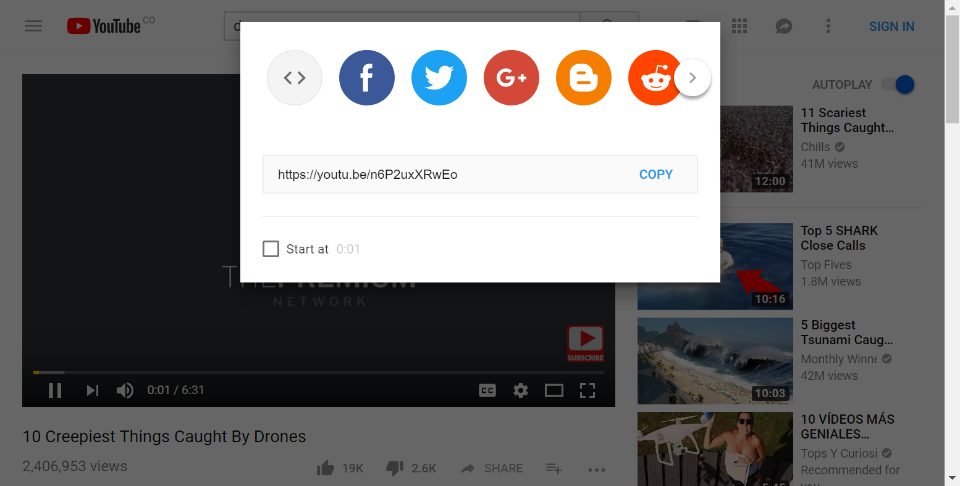 YouTube CO
SIGN IN
https://youtu.be/n6P2uxXRwEo
COPY
Start at 0:01
THE PREMIUM
NETWORK
SUBSCRIBE
0:01 / 6:31
CC
10 Creepiest Things Caught By Drones
2,406,953 views
19K
2.6K
SHARE
AUTOPLAY
11 Scariest
Things Caught...
Chills
41M views
12:00
Top 5 SHARK
Close Calls
Top Fives
1.8M views
10:16
5 Biggest
Tsunami Caug...
Monthly Winne
42M views
10:03
10 VÍDEOS MÁS
GENIALES...
Tops Y Curiosi
Recommended for